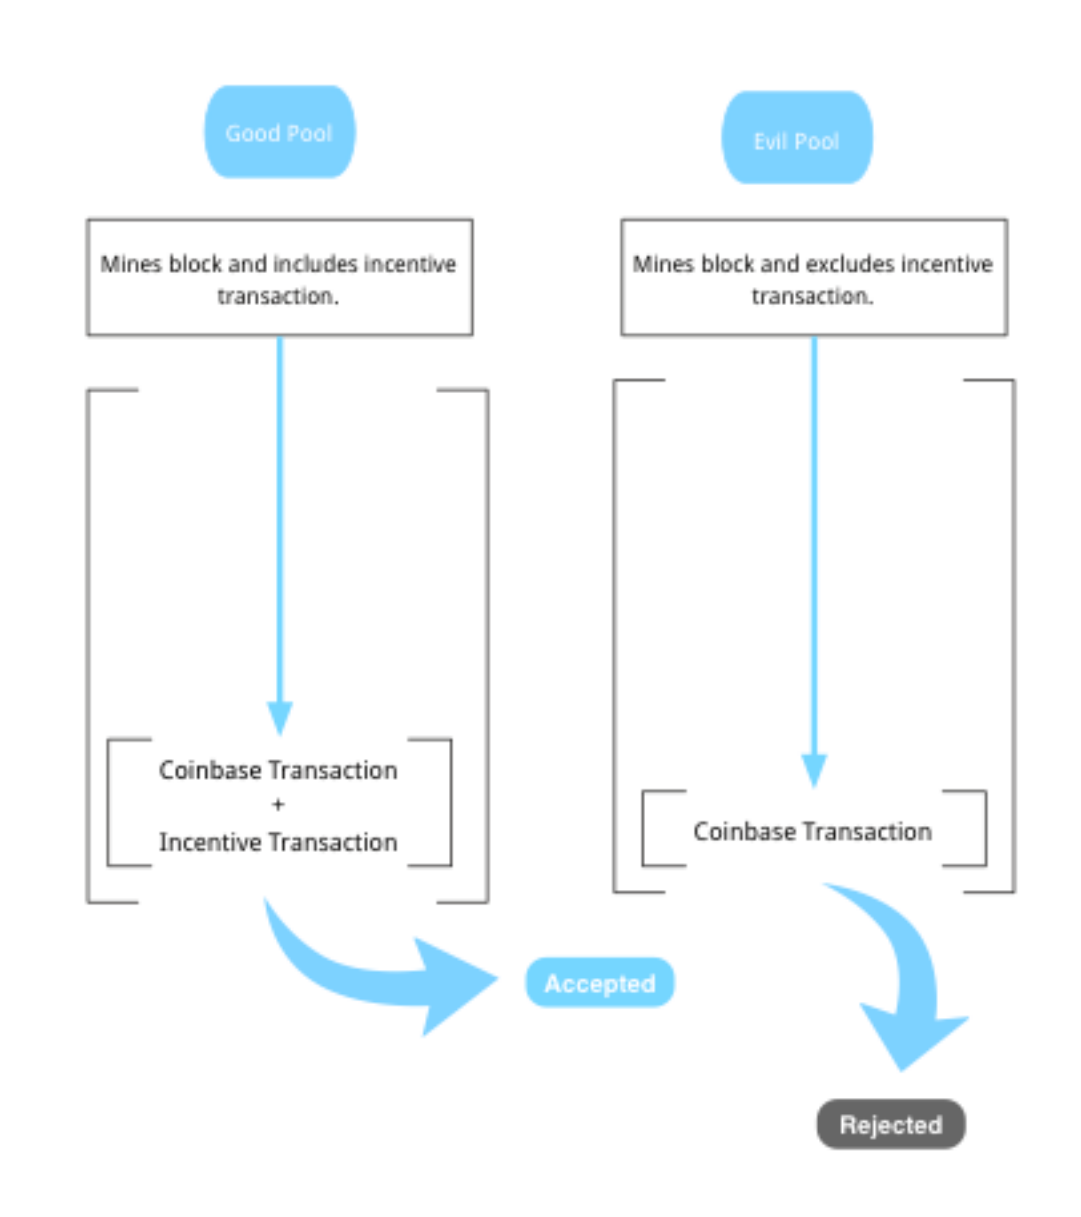 Good Pool
Mines block and includes incentive
transaction.
Coinbase Transaction
+
Incentive Transaction
Accepted
Evil Pool
Mines block and excludes incentive
transaction.
Coinbase Transaction
Rejected